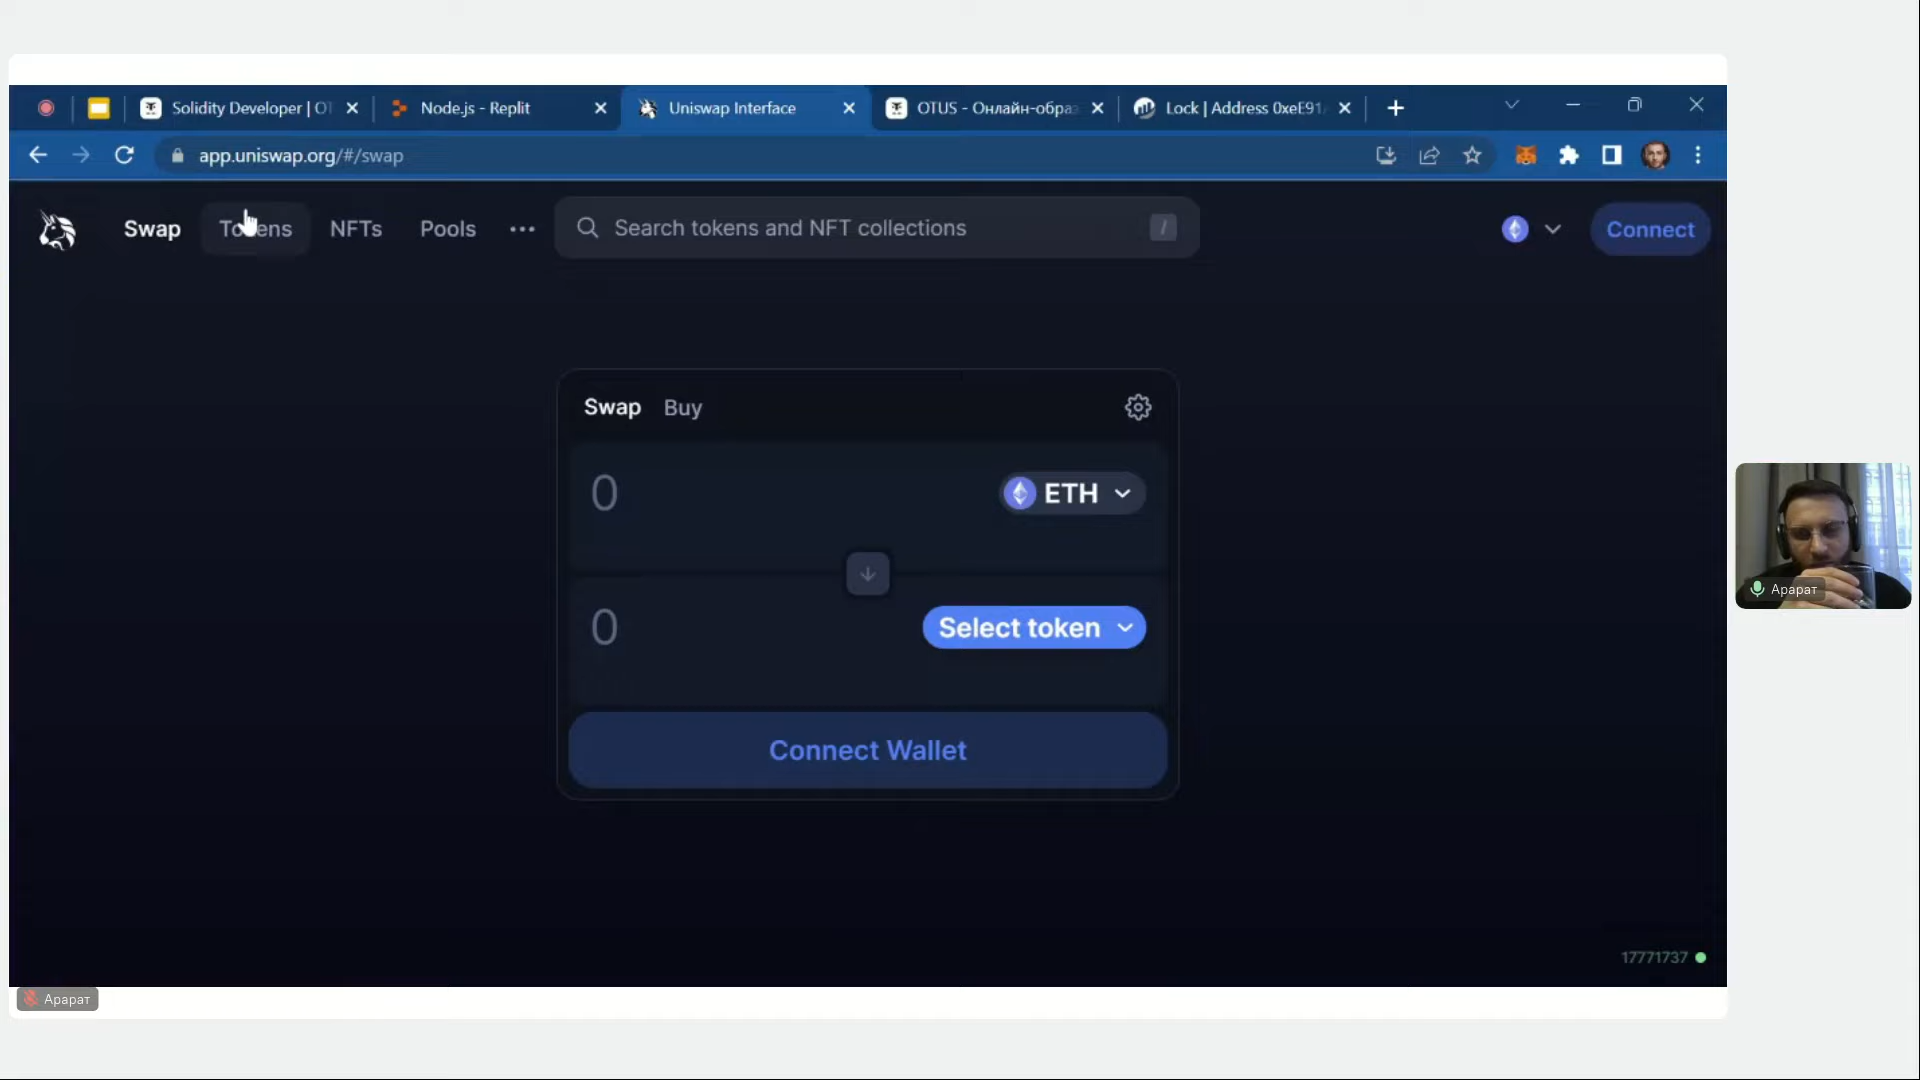 Solidity Developer | OT
Node.js - Replit
Uniswap Interface
OTUS - Онлайн-обра
Lock | Address 0xeE91
app.uniswap.org/#/swap
Swap
Tokens
NFTs
Pools
Search tokens and NFT collections
/
Connect
Swap
Buy
0
ETH
0
Select token
Connect Wallet
Арарат
17771737
Арарат